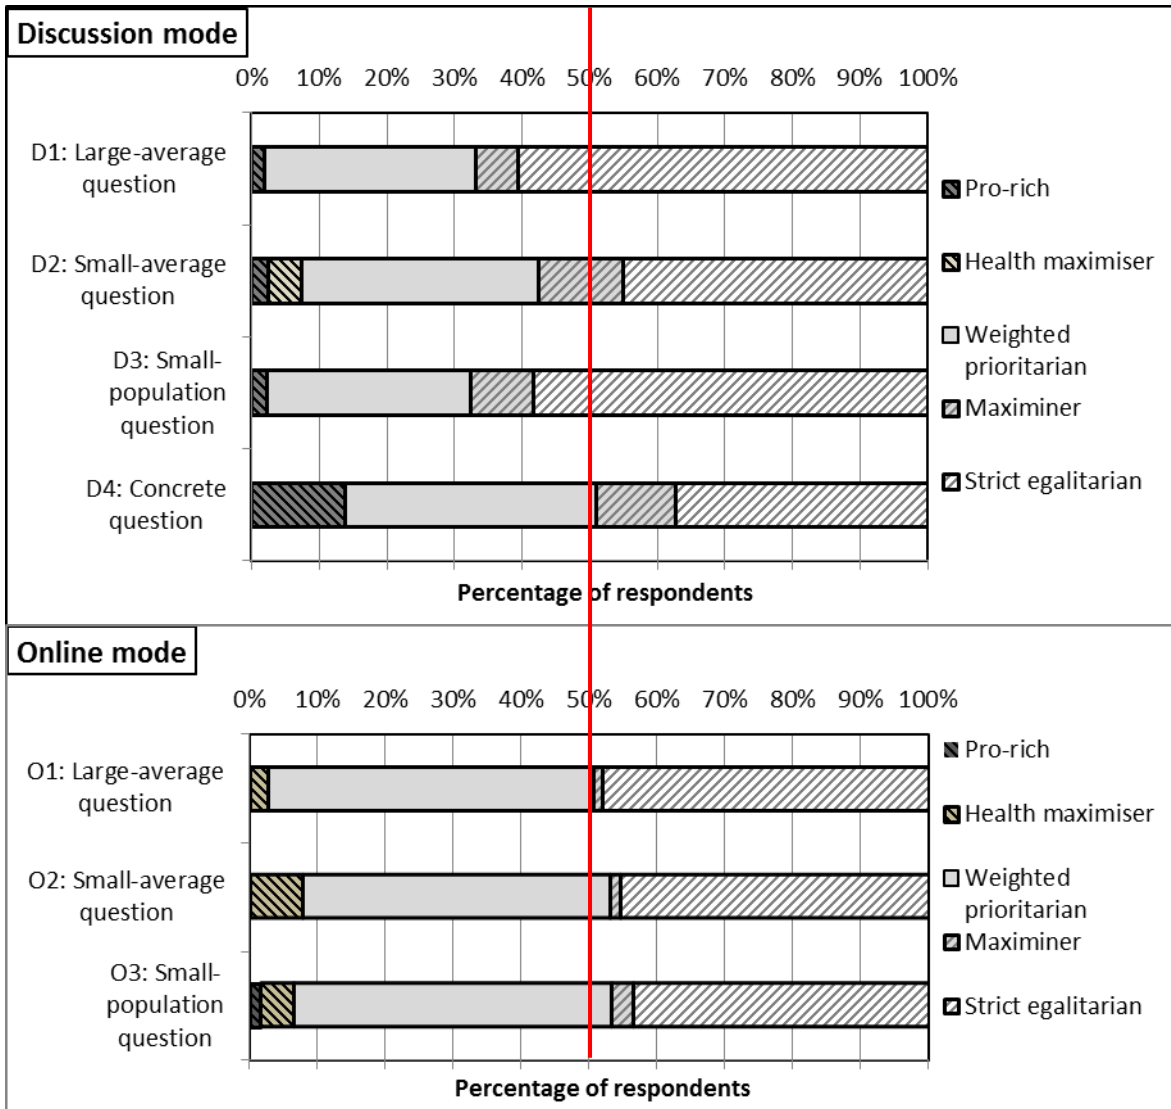 Discussion mode
0% 10% 20% 30% 40% 50% 60% 70% 80% 90% 100%
D1: Large-average
question
D2: Small-average
question
D3: Small-
population
question
D4: Concrete
question
Pro-rich
Health maximiser
Weighted
prioritarian
Maximiner
Strict egalitarian
Percentage of respondents
Online mode
0% 10% 20% 30% 40% 50% 60% 70% 80% 90% 100%
O1: Large-average
question
O2: Small-average
question
O3: Small-
population
question
Pro-rich
Health maximiser
Weighted
prioritarian
Maximiner
Strict egalitarian
Percentage of respondents